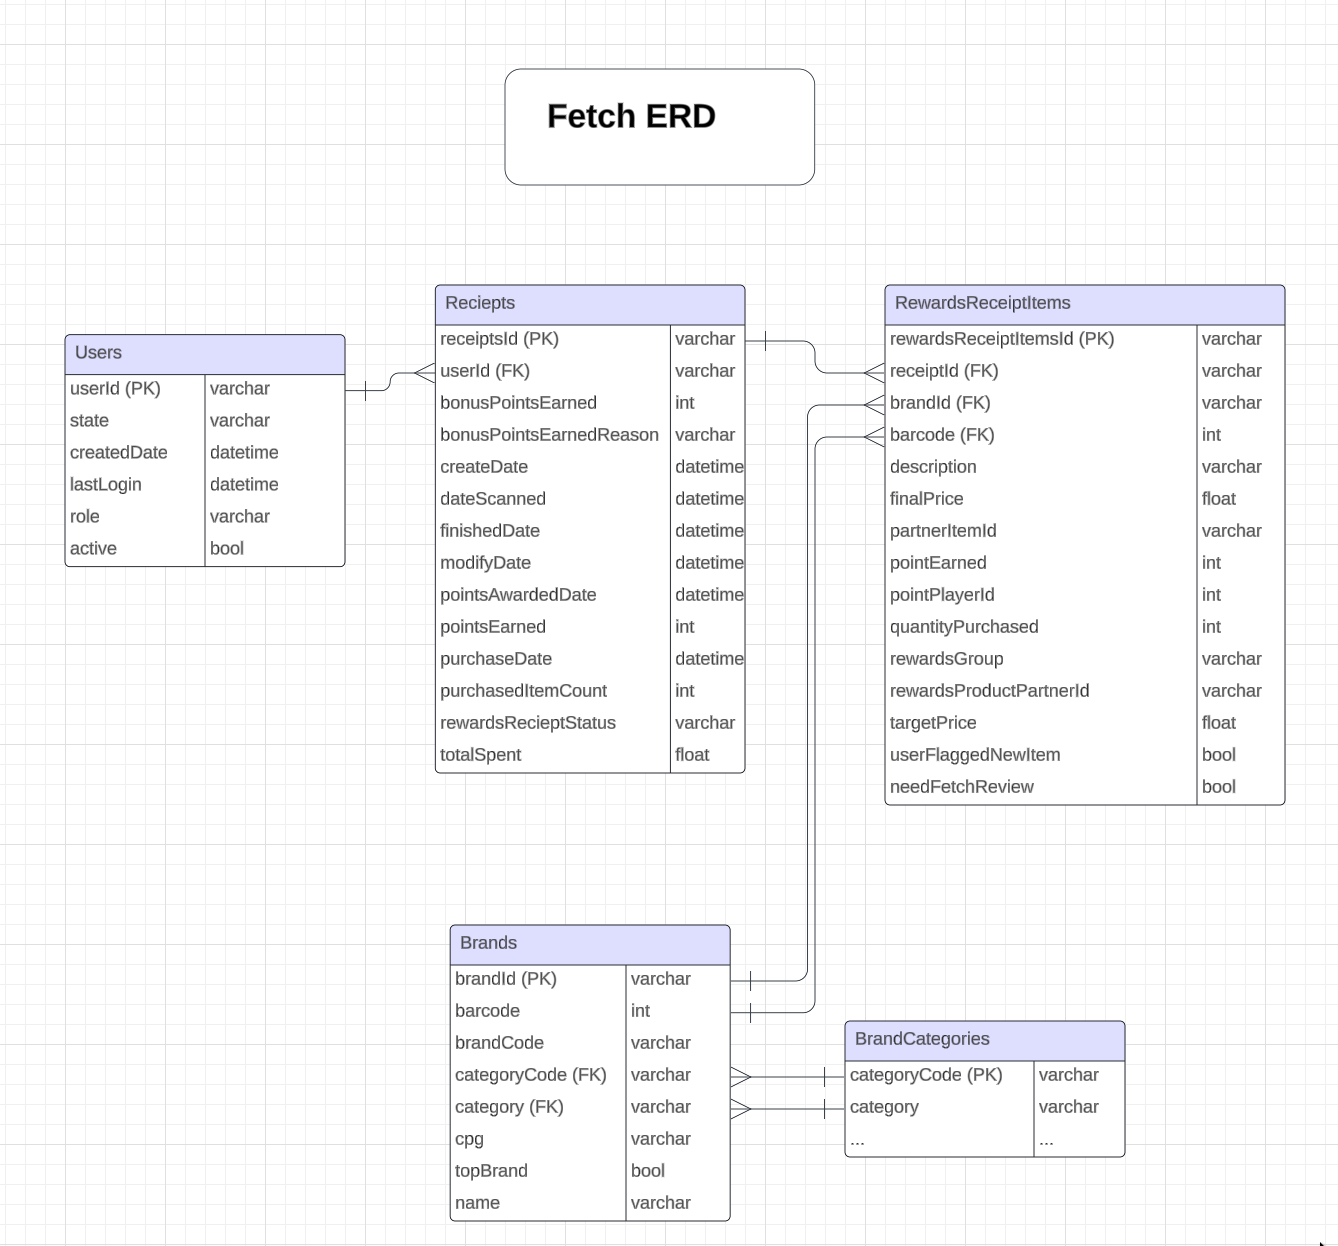 Fetch ERD
Users
userId (PK) varchar
state varchar
createdDate datetime
lastLogin datetime
role varchar
active bool
Reciepts
receiptsId (PK) varchar
userId (FK) varchar
bonusPointsEarned int
bonusPointsEarnedReason varchar
createDate datetime
dateScanned datetime
finishedDate datetime
modifyDate datetime
pointsAwardedDate datetime
pointsEarned int
purchaseDate datetime
purchasedItemCount int
rewardsRecieptStatus varchar
totalSpent float
RewardsReceiptItems
rewardsReceiptItemsId (PK) varchar
receiptId (FK) varchar
brandId (FK) varchar
barcode (FK) int
description varchar
finalPrice float
partnerItemId varchar
pointEarned int
pointPlayerId int
quantityPurchased int
rewardsGroup varchar
rewardsProductPartnerId varchar
targetPrice float
userFlaggedNewItem bool
needFetchReview bool
Brands
brandId (PK) varchar
barcode int
brandCode varchar
categoryCode (FK) varchar
category (FK) varchar
cpg varchar
topBrand bool
name varchar
BrandCategories
categoryCode (PK) varchar
category varchar
... ...